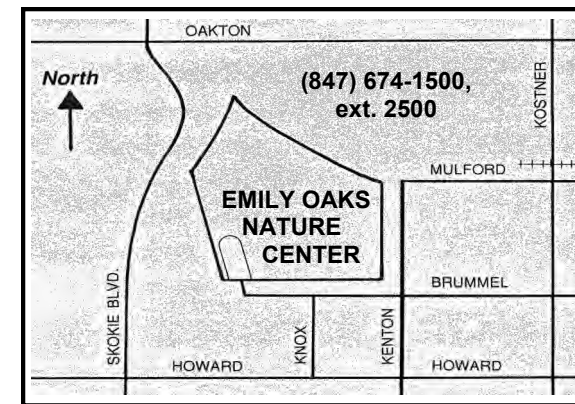 OAKTON
North
(847) 674-1500,
ext. 2500
KOSTNER
MULFORD
EMILY OAKS
NATURE
CENTER
BRUMMEL
SKOKIE BLVD.
KNOX
KENTON
HOWARD
HOWARD